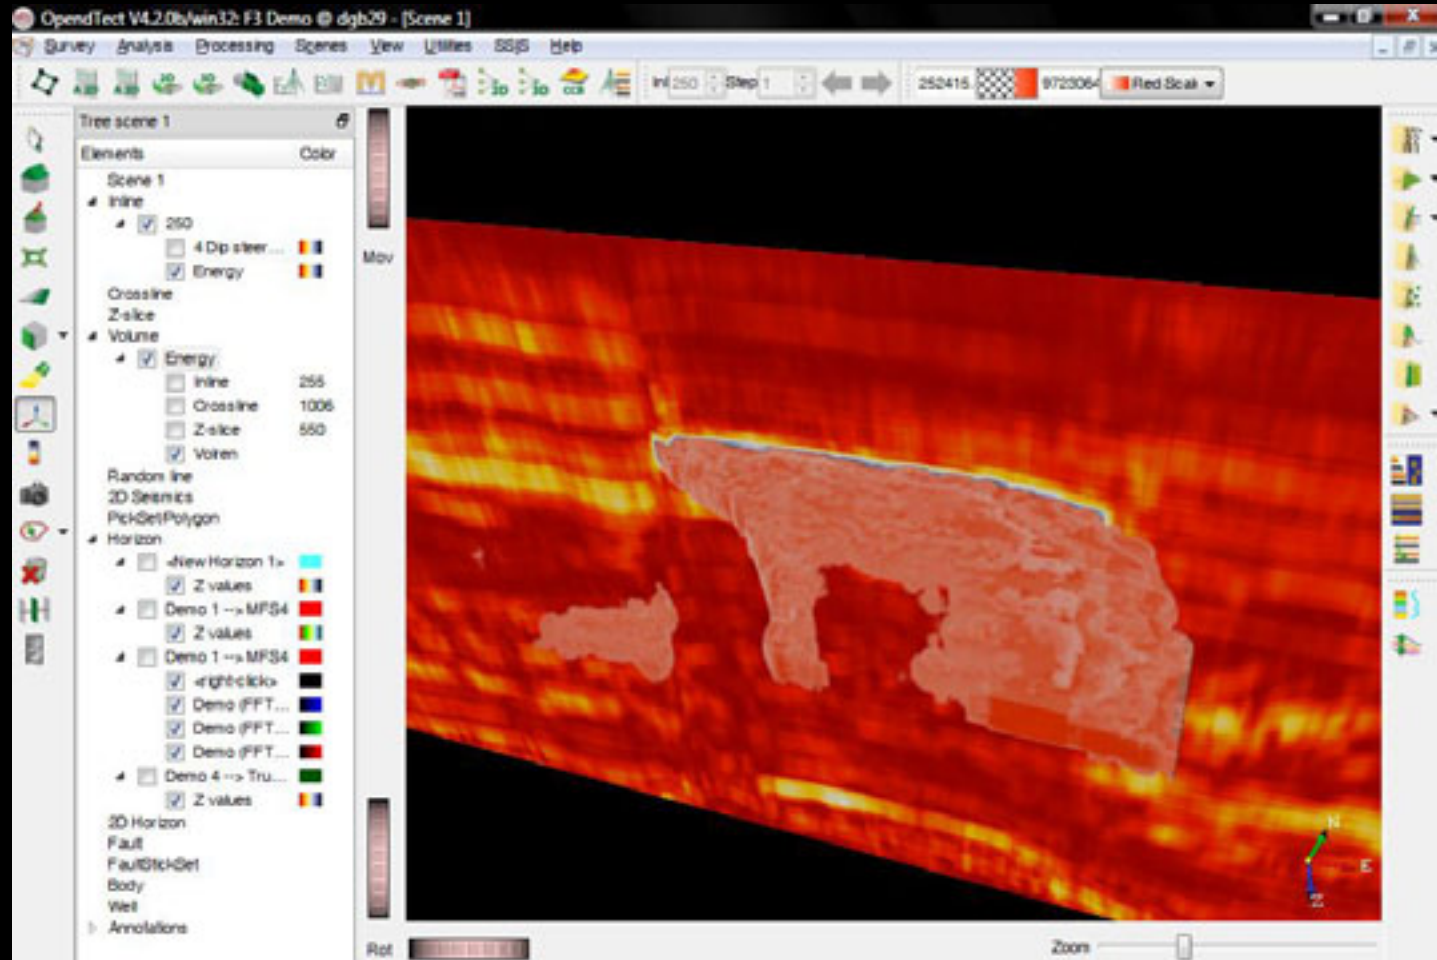 OpendTect V4.2.0b/win32: F3 Demo @ dgb29 - [Scene 1]
Survey Analysis Processing Scenes View Utilities SSIS Help
Inl 250 Step 1 252415. 9723064 Red Scal
Tree scene 1
Elements Color
Scene 1
Inline
250
4 Dip steer...
Energy
Mov
Crossline
Z-slice
Volume
Energy
Inline 255
Crossline 1006
Z-slice 550
Volren
Random line
2D Seismics
PickSet/Polygon
Horizon
<New Horizon 1>
Z values
Demo 1 --> MFS4
Z values
Demo 1 --> MFS4
<right-click>
Demo (FFT...
Demo (FFT...
Demo (FFT...
Demo 4 --> Tru...
Z values
2D Horizon
Fault
FaultStickSet
Body
Well
Annotations
N
E
Z
Rot
Zoom